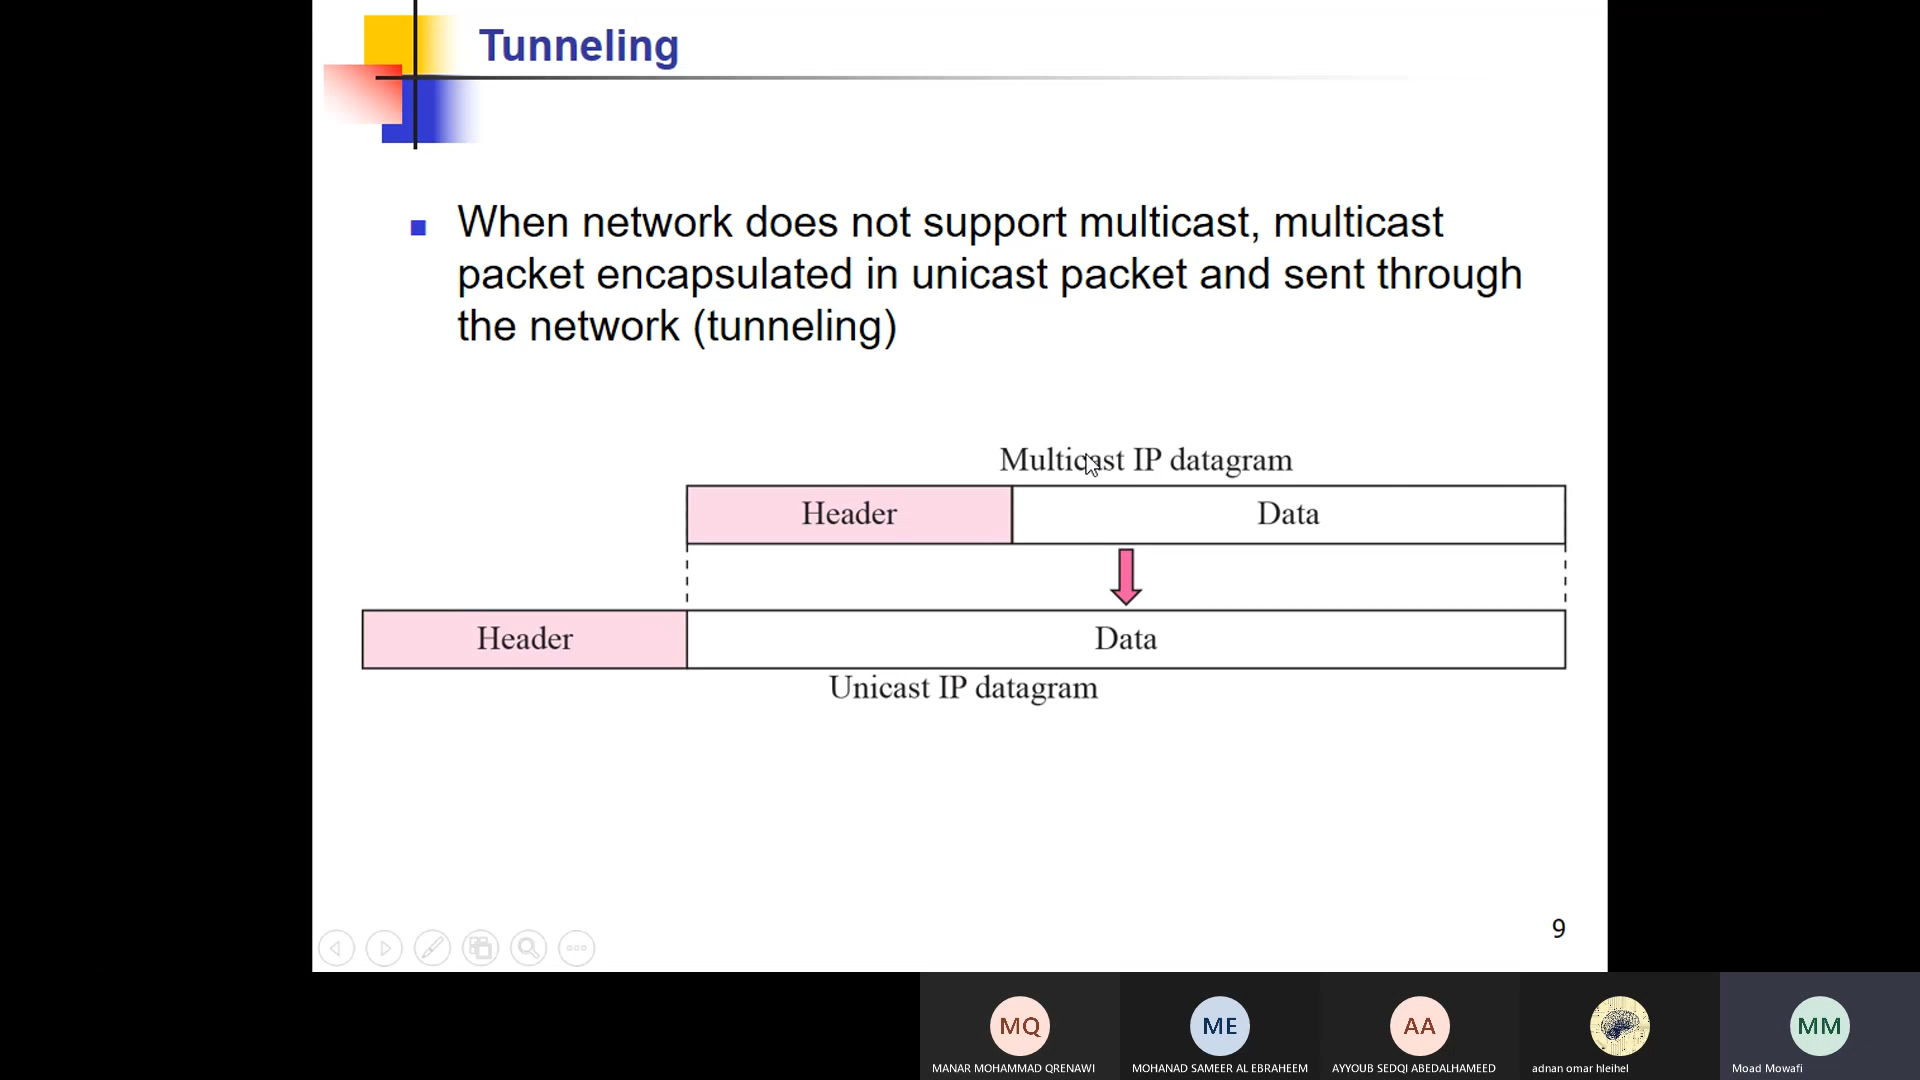 Tunneling
When network does not support multicast, multicast
packet encapsulated in unicast packet and sent through
the network (tunneling)
Multicast IP datagram
Header Data
Header Data
Unicast IP datagram
9
MQ ME AA MM
MANAR MOHAMMAD QRENAWI MOHANAD SAMEER AL EBRAHEEM AYYOUB SEDQI ABEDALHAMEED adnan omar hleihel Moad Mowafi